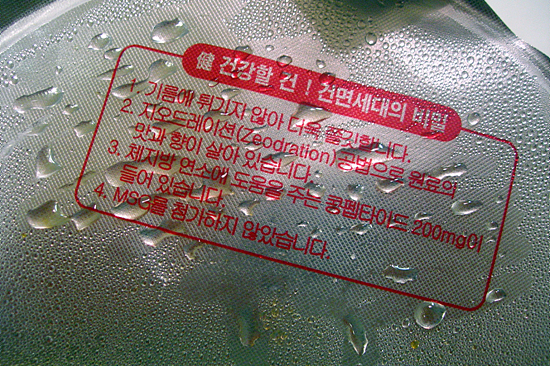 健 건강할 건 ! 건면세대의 비밀
1. 기름에 튀기지 않아 더욱 쫄깃합니다.
2. 지오드레이션(Zeodration) 공법으로 원료의
맛과 향이 살아 있습니다.
3. 체지방 연소에 도움을 주는 콩펩타이드 200mg이
들어 있습니다.
4. MSG를 첨가하지 않았습니다.